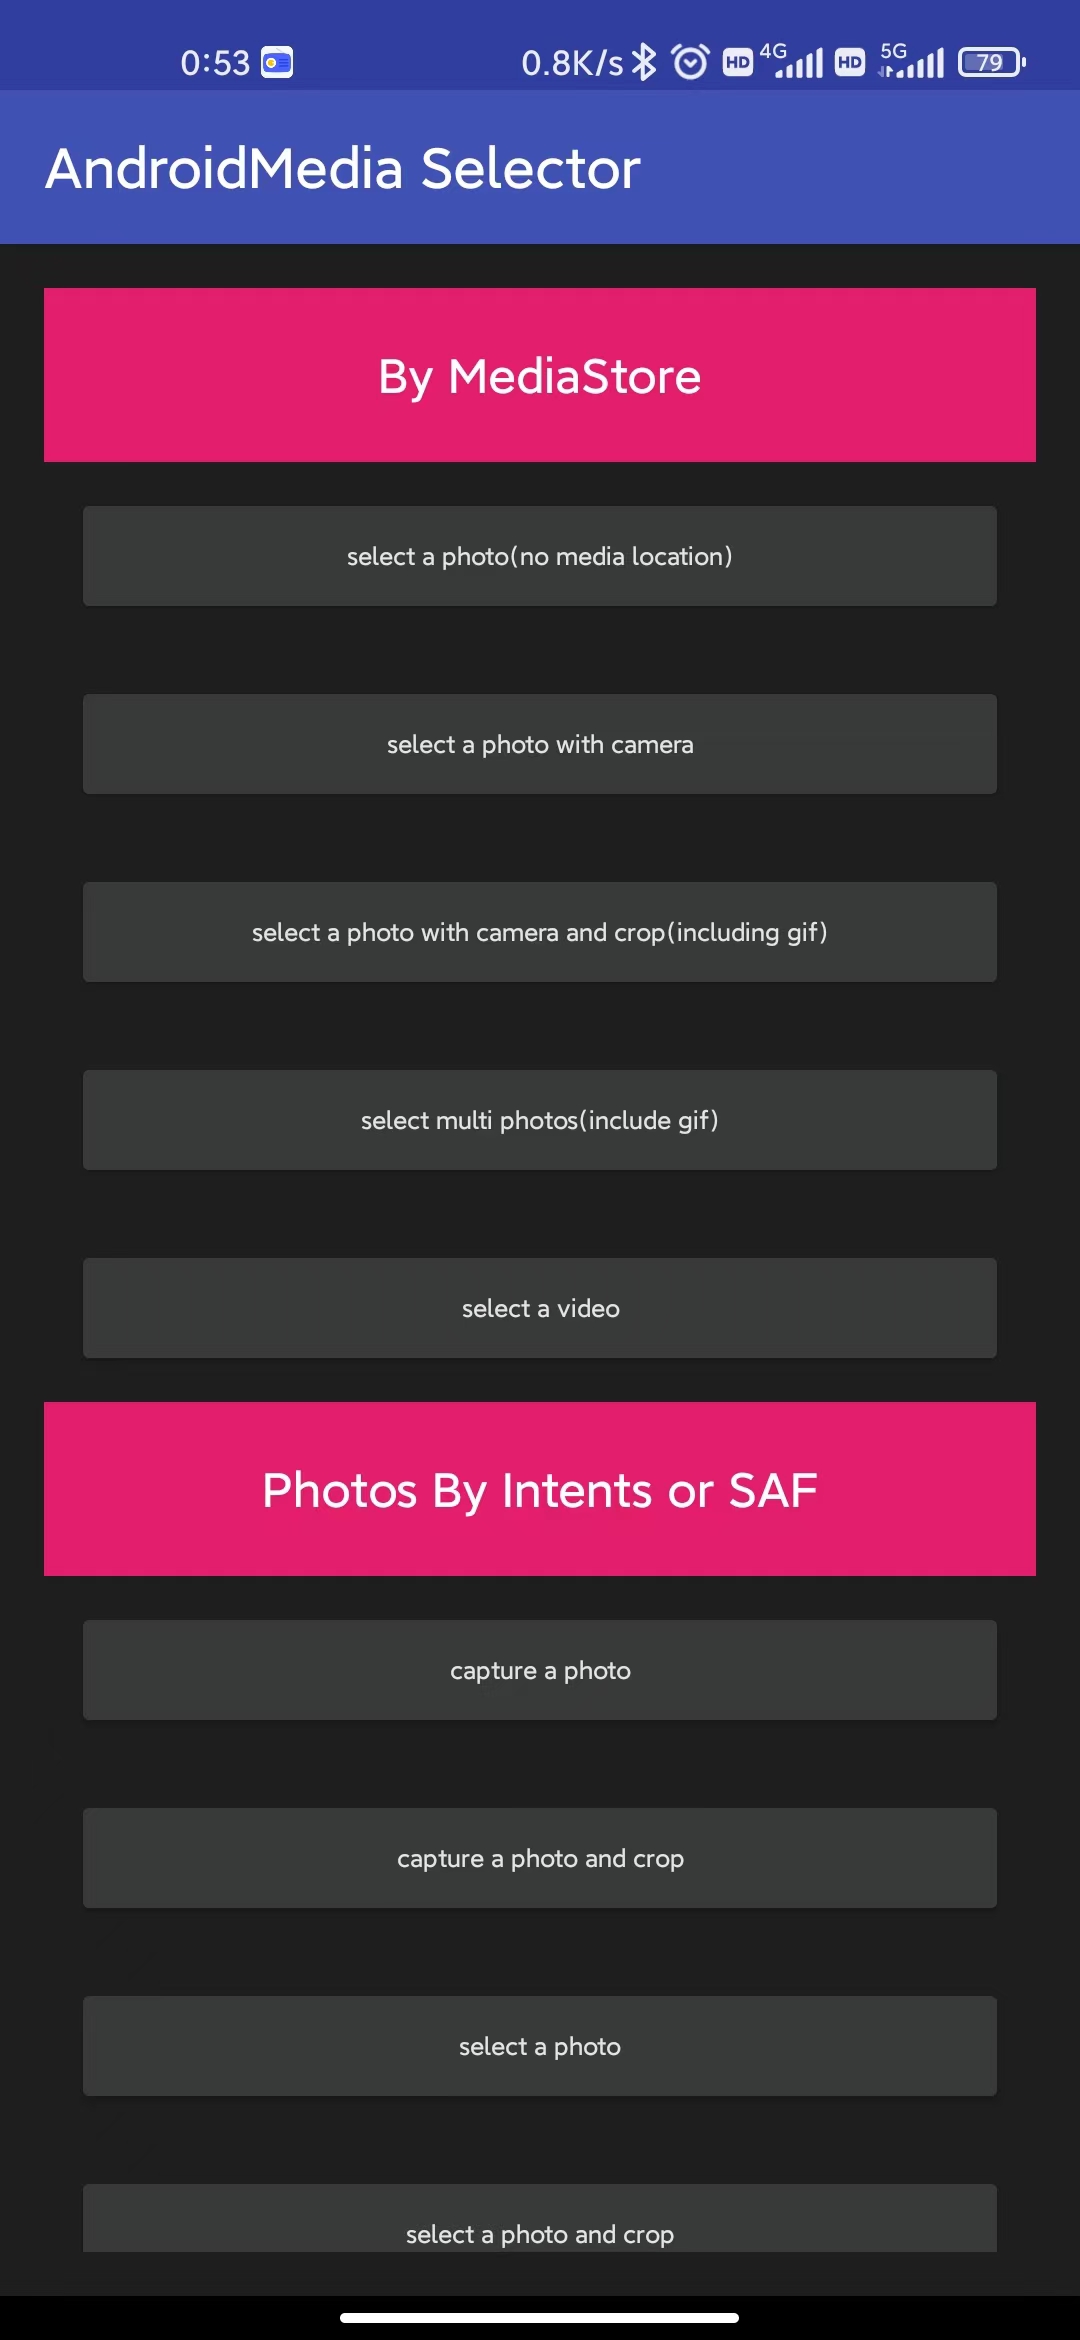 0:53 0.8K/s HD 4G HD 5G 79
AndroidMedia Selector
By MediaStore
select a photo(no media location)
select a photo with camera
select a photo with camera and crop(including gif)
select multi photos(include gif)
select a video
Photos By Intents or SAF
capture a photo
capture a photo and crop
select a photo
select a photo and crop